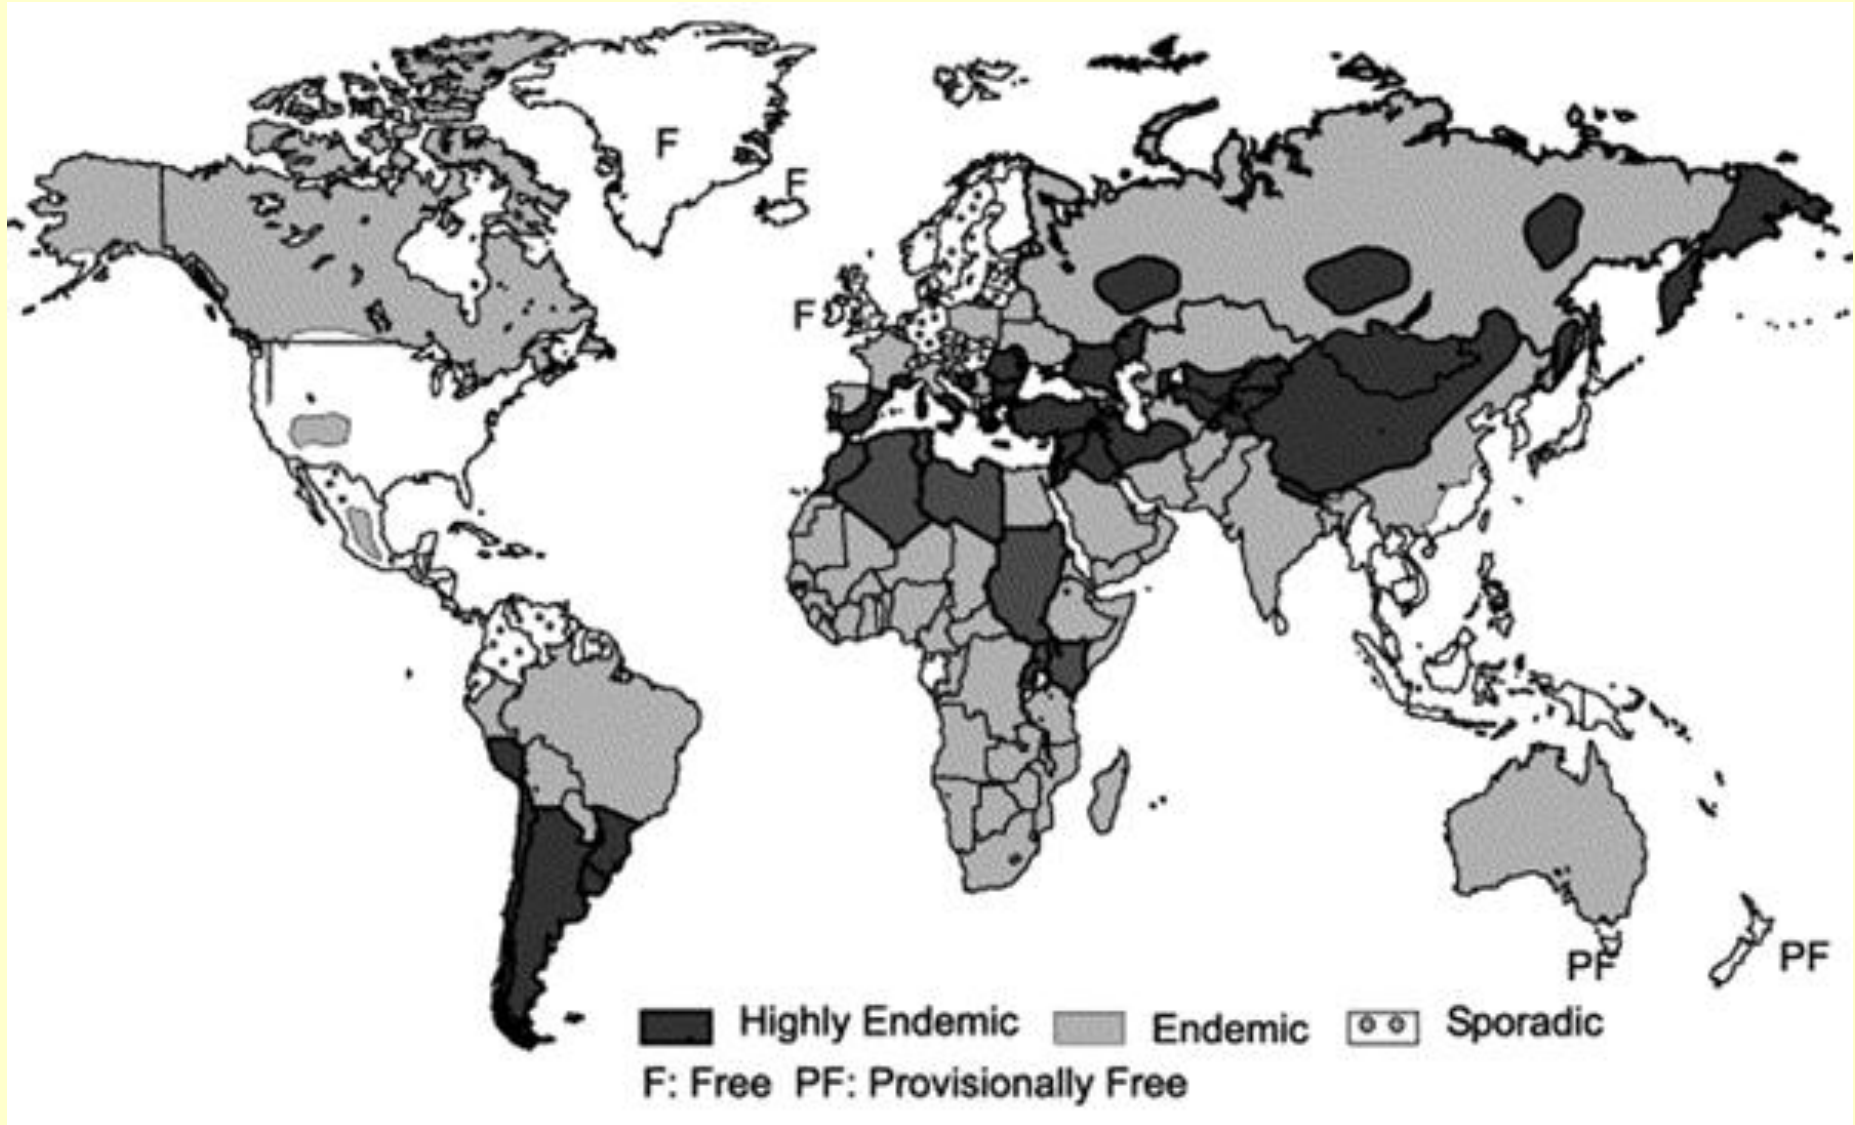 F
F
F
PF
PF
Highly Endemic
Endemic
Sporadic
F: Free PF: Provisionally Free